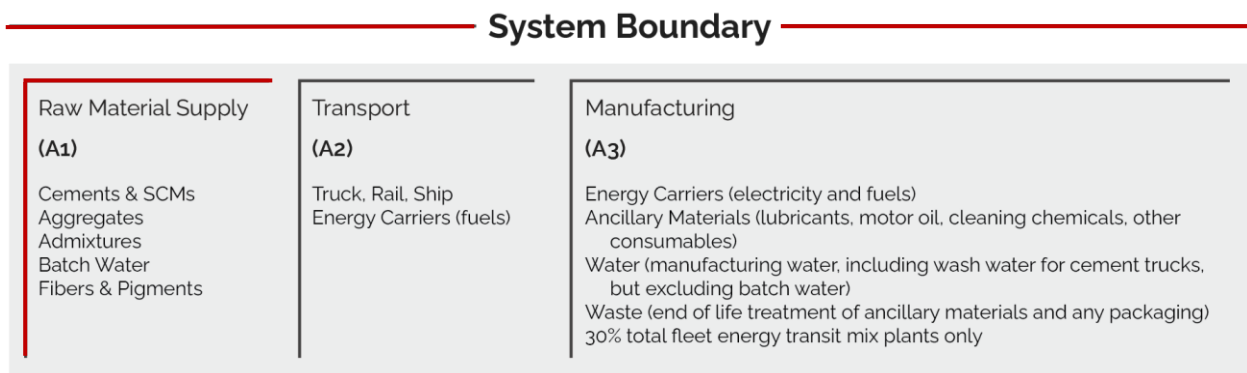 System Boundary
Raw Material Supply
(A1)
Cements & SCMs
Aggregates
Admixtures
Batch Water
Fibers & Pigments
Transport
(A2)
Truck, Rail, Ship
Energy Carriers (fuels)
Manufacturing
(A3)
Energy Carriers (electricity and fuels)
Ancillary Materials (lubricants, motor oil, cleaning chemicals, other
consumables)
Water (manufacturing water, including wash water for cement trucks,
but excluding batch water)
Waste (end of life treatment of ancillary materials and any packaging)
30% total fleet energy transit mix plants only